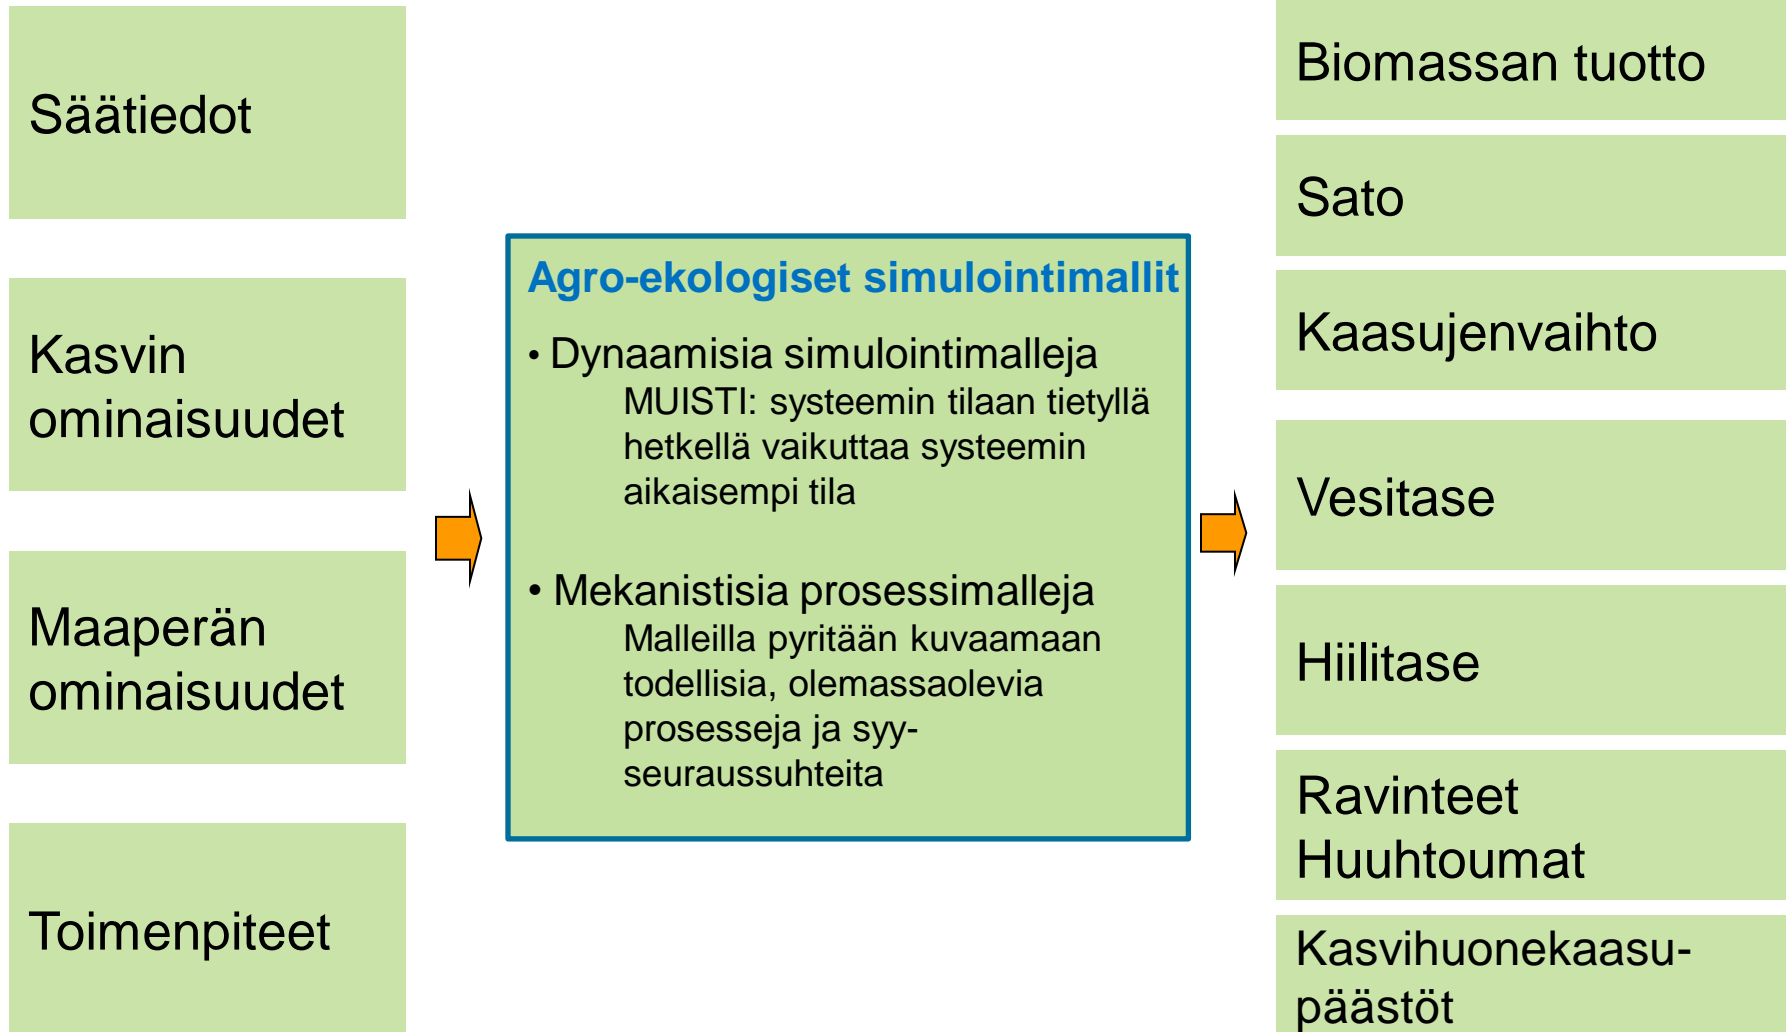 Säätiedot
Kasvin
ominaisuudet
Maaperän
ominaisuudet
Toimenpiteet
Agro-ekologiset simulointimallit
• Dynaamisia simulointimalleja
MUISTI: systeemin tilaan tietyllä
hetkellä vaikuttaa systeemin
aikaisempi tila
• Mekanistisia prosessimalleja
Malleilla pyritään kuvaamaan
todellisia, olemassaolevia
prosesseja ja syy-
seuraussuhteita
Biomassan tuotto
Sato
Kaasujenvaihto
Vesitase
Hiilitase
Ravinteet
Huuhtoumat
Kasvihuonekaasu-
päästöt